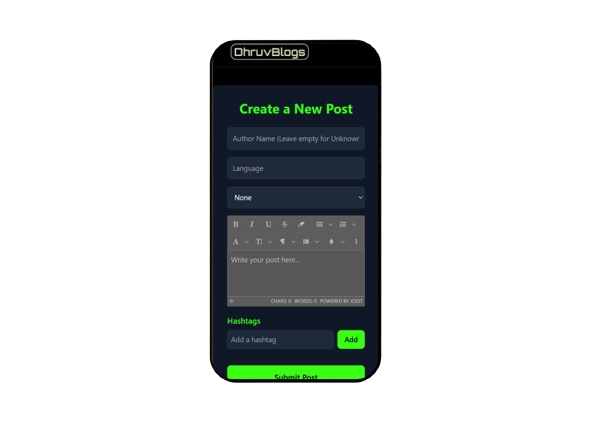 DhruvBlogs
Create a New Post
Author Name (Leave empty for Unknowr
Language
None
B I U S
A T
Write your post here...
CHARS: 0 WORDS: 0 POWERED BY JODIT
Hashtags
Add a hashtag
Add
Submit Post